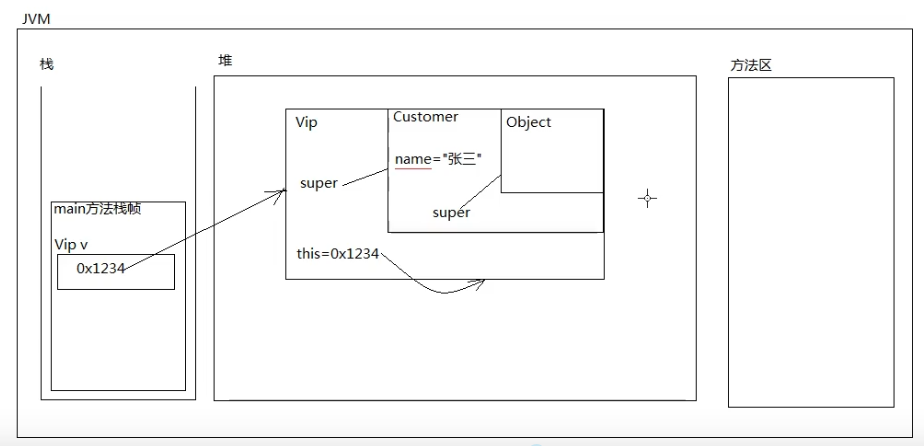 JVM
栈
堆
方法区
Vip
Customer
Object
name="张三"
super
super
main方法栈帧
Vip v
0x1234
this=0x1234